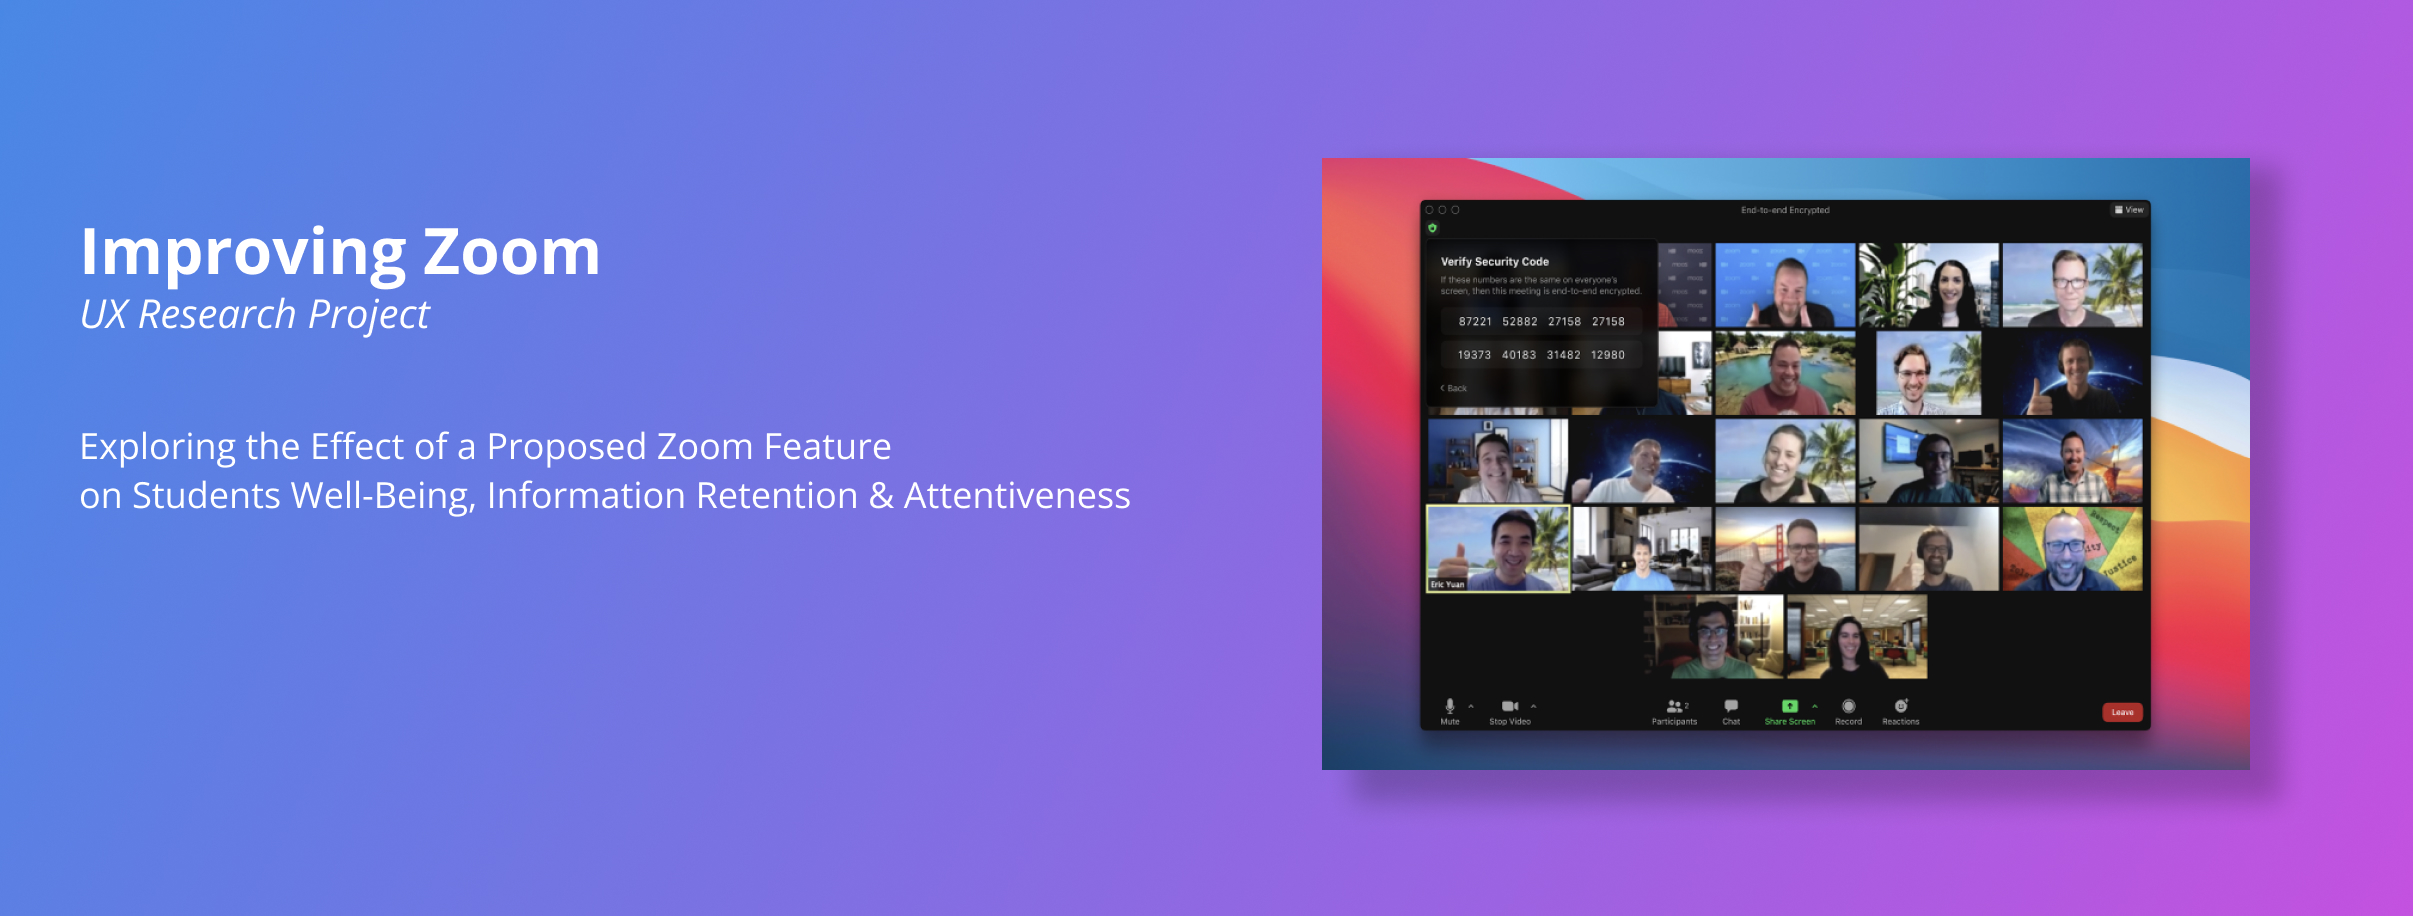 Improving Zoom
UX Research Project
Exploring the Effect of a Proposed Zoom Feature
on Students Well-Being, Information Retention & Attentiveness
End-to-end Encrypted
View
Verify Security Code
If these numbers are the same on everyone's
screen, then this meeting is end-to-end encrypted.
87221 52882 27158 27158
19373 40183 31482 12980
Back
Respect
Justice
Eric Yuan
Mute
Stop Video
Participants
2
Chat
Share Screen
Record
Reactions
Leave